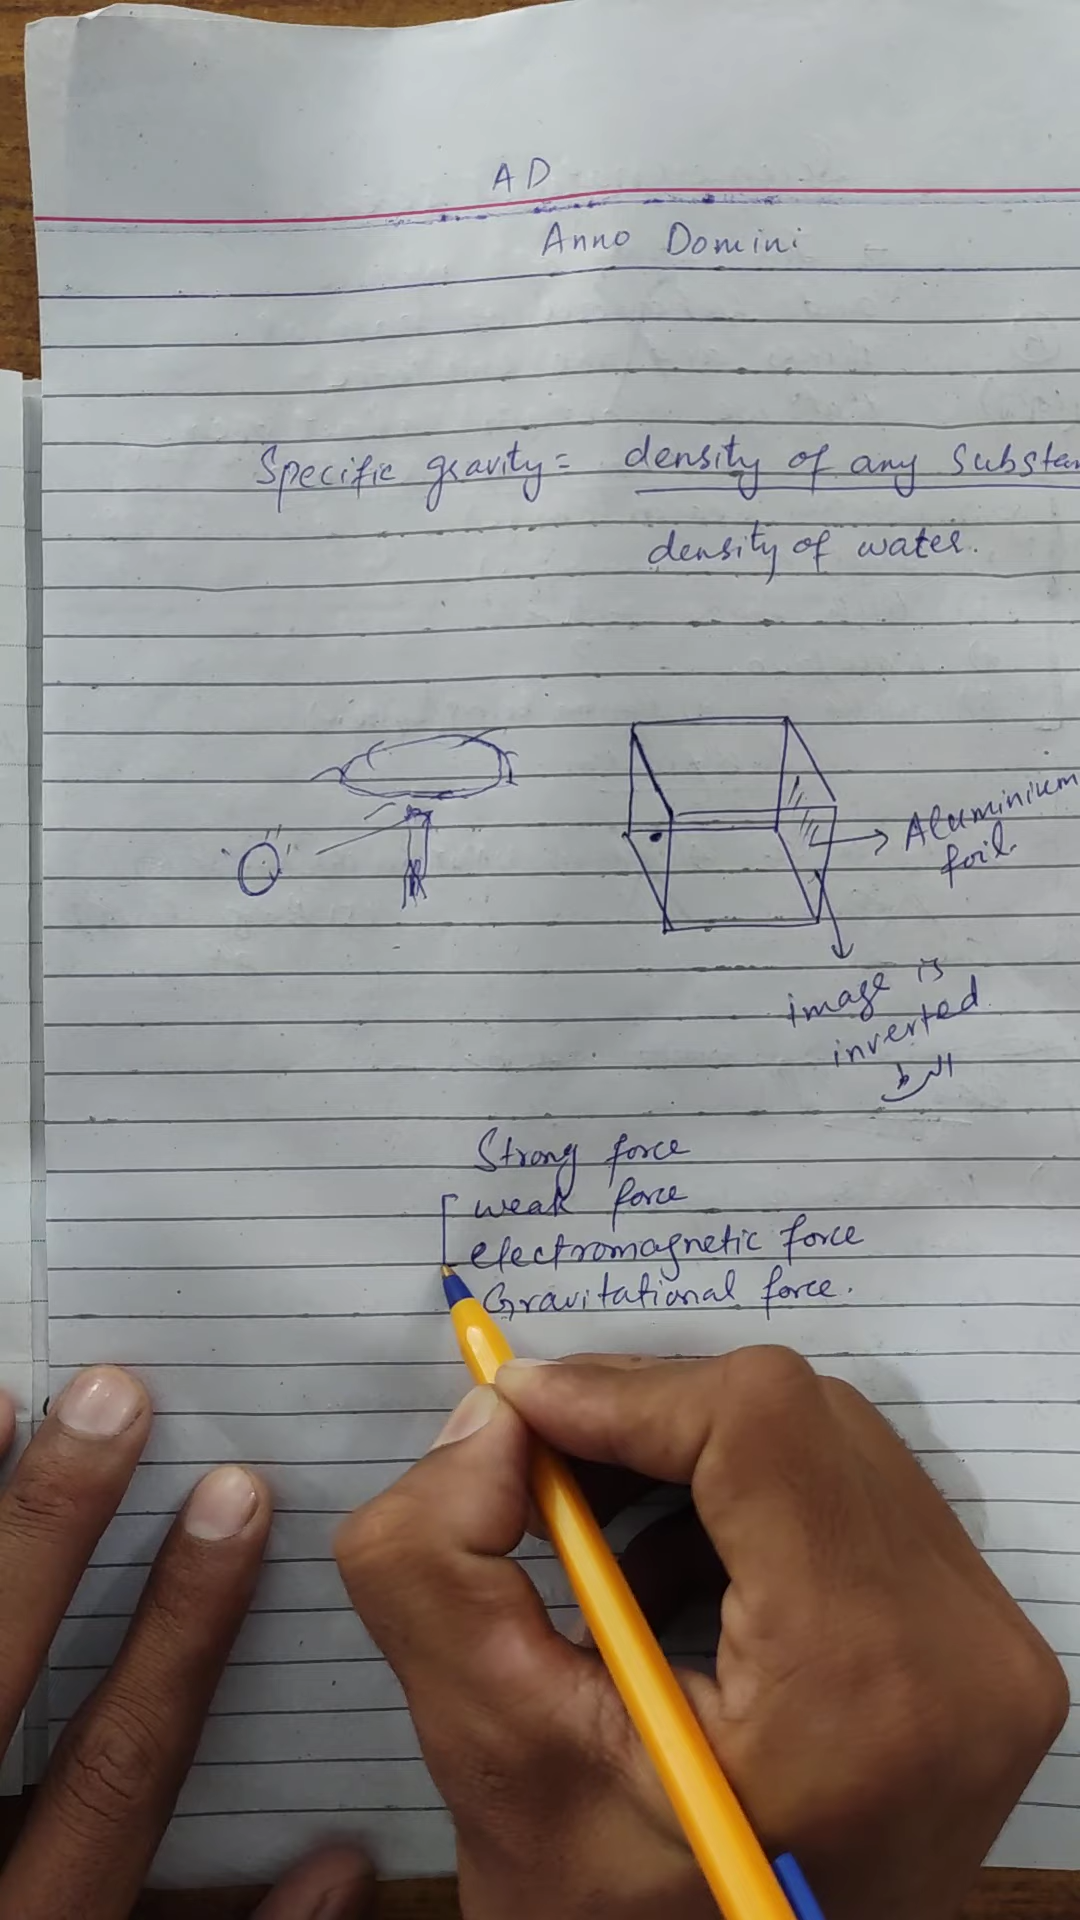 AD
Anno Domini
Specific gravity = density of any Substan
density of water.
Aluminium
foil.
image is
inverted
Strong force
weak force
electromagnetic force
Gravitational force.